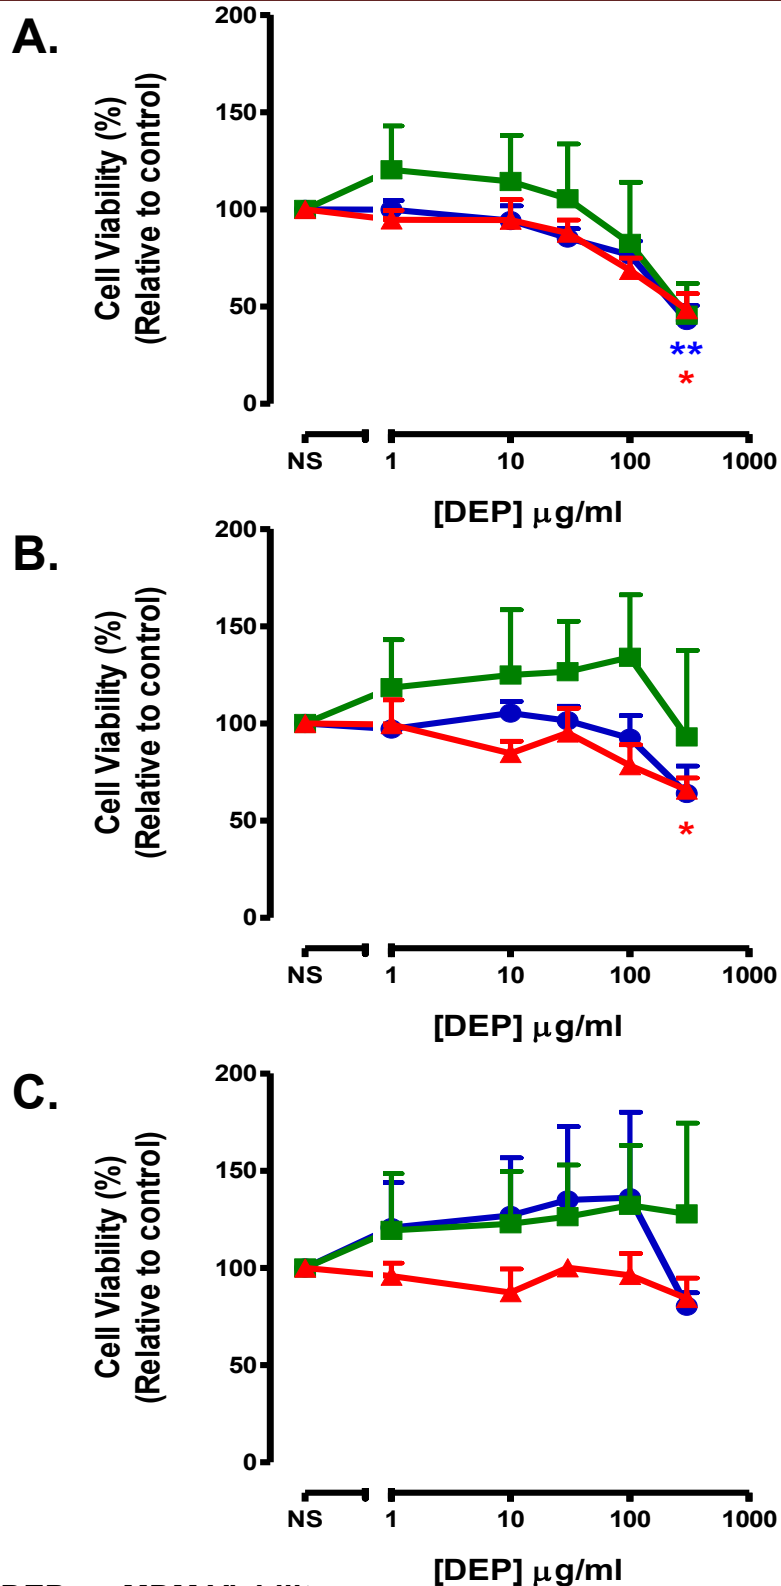 A.
Cell Viability (%)
(Relative to control)
200
150
100
50
0
**
*
NS 1 10 100 1000
[DEP] μg/ml
B.
Cell Viability (%)
(Relative to control)
200
150
100
50
0
*
NS 1 10 100 1000
[DEP] μg/ml
C.
Cell Viability (%)
(Relative to control)
200
150
100
50
0
NS 1 10 100 1000
[DEP] μg/ml